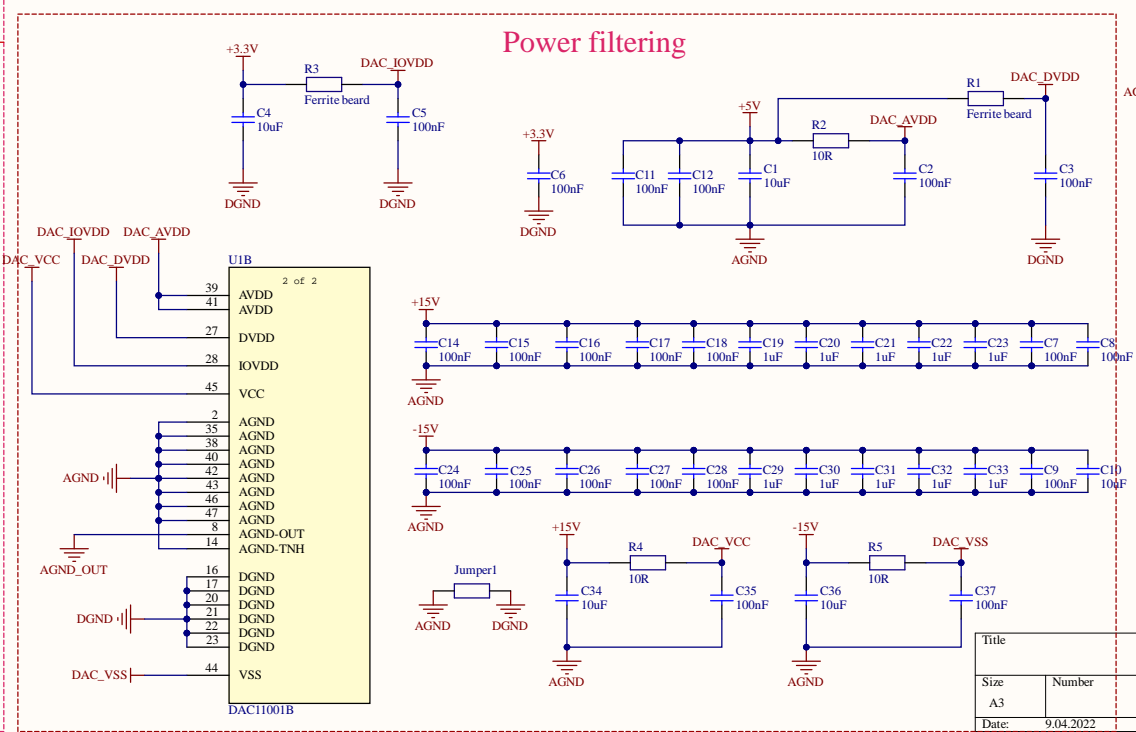 Power filtering
+3.3V
R3
DAC_IOVDD
Ferrite beard
C4
10uF
C5
100nF
DGND
DGND
+3.3V
C6
100nF
DGND
+5V
R2
10R
DAC_AVDD
R1
Ferrite beard
DAC_DVDD
C11
100nF
C12
100nF
C1
10uF
C2
100nF
C3
100nF
AGND
DGND
DAC_IOVDD
DAC_AVDD
DAC_VCC
DAC_DVDD
U1B
2 of 2
39 AVDD
41 AVDD
27 DVDD
28 IOVDD
45 VCC
2 AGND
35 AGND
38 AGND
40 AGND
42 AGND
43 AGND
46 AGND
47 AGND
8 AGND-OUT
14 AGND-TNH
16 DGND
17 DGND
20 DGND
21 DGND
22 DGND
23 DGND
44 VSS
AGND
AGND_OUT
DGND
DAC_VSS
DAC11001B
+15V
C14
100nF
C15
100nF
C16
100nF
C17
100nF
C18
100nF
C19
1uF
C20
1uF
C21
1uF
C22
1uF
C23
1uF
C7
100nF
C8
100nF
AGND
-15V
C24
100nF
C25
100nF
C26
100nF
C27
100nF
C28
100nF
C29
1uF
C30
1uF
C31
1uF
C32
1uF
C33
1uF
C9
100nF
C10
10uF
AGND
Jumper1
AGND
DGND
+15V
R4
10R
DAC_VCC
C34
10uF
C35
100nF
AGND
-15V
R5
10R
DAC_VSS
C36
10uF
C37
100nF
AGND
Title
Size
Number
A3
Date:
9.04.2022